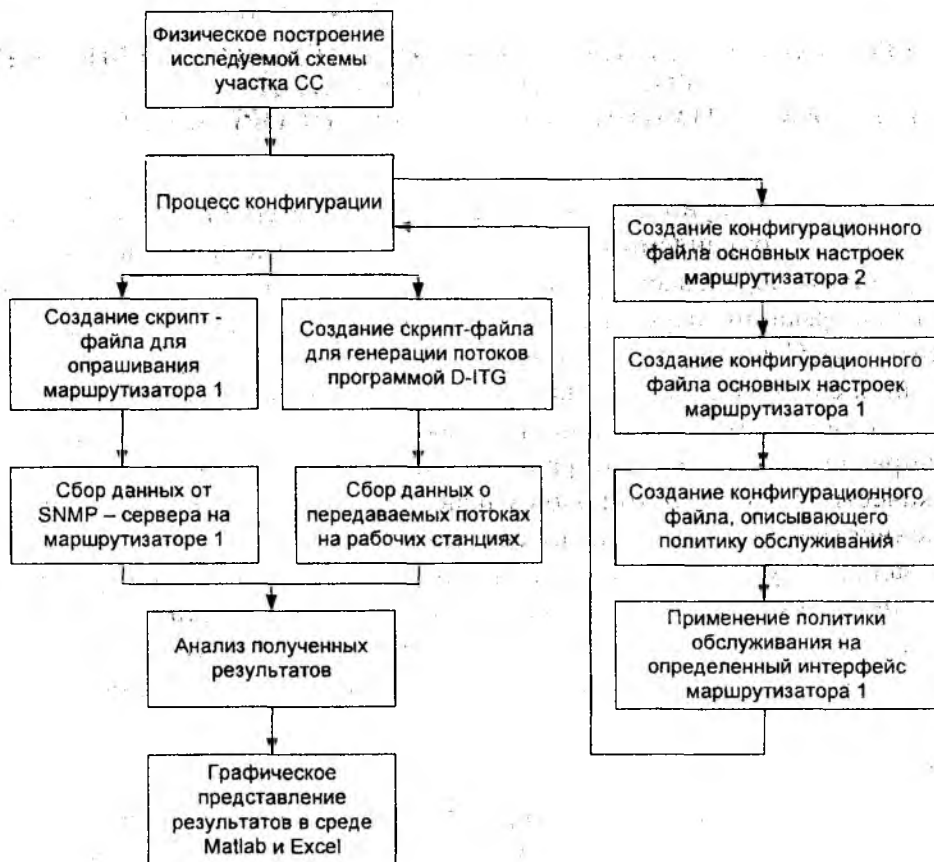 Физическое построение
исследуемой схемы
участка СС
Процесс конфигурации
Создание скрипт -
файла для
опрашивания
маршрутизатора 1
Создание скрипт-файла
для генерации потоков
программой D-ITG
Сбор данных от
SNMP – сервера на
маршрутизаторе 1
Сбор данных о
передаваемых потоках
на рабочих станциях
Анализ полученных
результатов
Графическое
представление
результатов в среде
Matlab и Excel
Создание конфигурационного
файла основных настроек
маршрутизатора 2
Создание конфигурационного
файла основных настроек
маршрутизатора 1
Создание конфигурационного
файла, описывающего
политику обслуживания
Применение политики
обслуживания на
определенный интерфейс
маршрутизатора 1